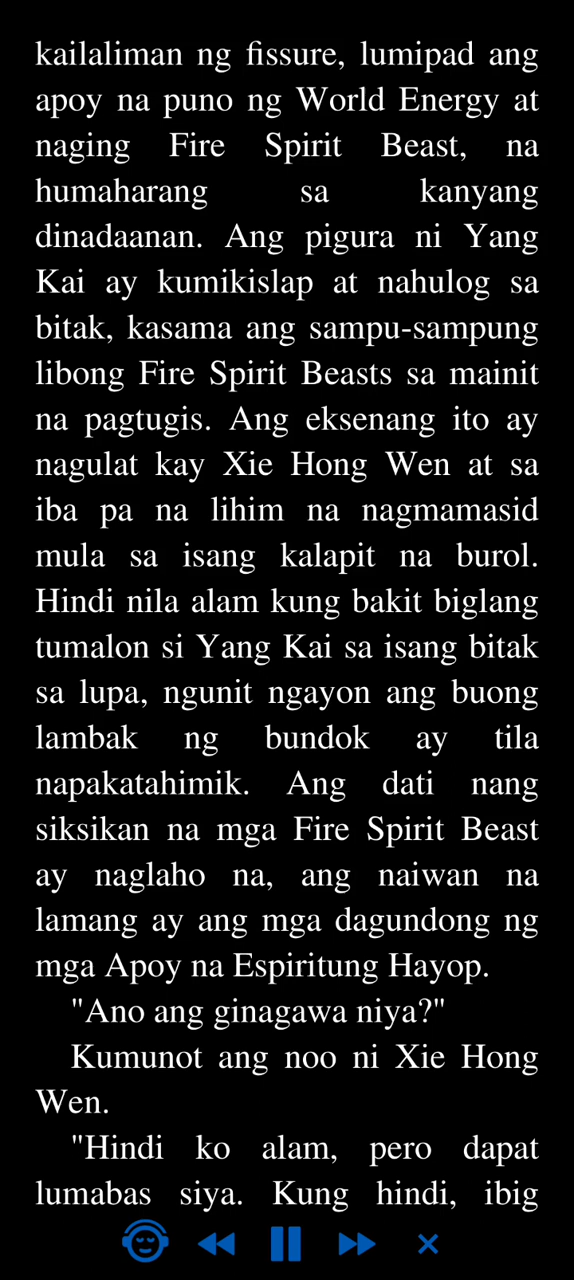 kailaliman ng fissure, lumipad ang
apoy na puno ng World Energy at
naging Fire Spirit Beast, na
humaharang sa kanyang
dinadaanan. Ang pigura ni Yang
Kai ay kumikislap at nahulog sa
bitak, kasama ang sampu-sampung
libong Fire Spirit Beasts sa mainit
na pagtugis. Ang eksenang ito ay
nagulat kay Xie Hong Wen at sa
iba pa na lihim na nagmamasid
mula sa isang kalapit na burol.
Hindi nila alam kung bakit biglang
tumalon si Yang Kai sa isang bitak
sa lupa, ngunit ngayon ang buong
lambak ng bundok ay tila
napakatahimik. Ang dati nang
siksikan na mga Fire Spirit Beast
ay naglaho na, ang naiwan na
lamang ay ang mga dagundong ng
mga Apoy na Espiritung Hayop.
"Ano ang ginagawa niya?"
Kumunot ang noo ni Xie Hong
Wen.
"Hindi ko alam, pero dapat
lumabas siya. Kung hindi, ibig